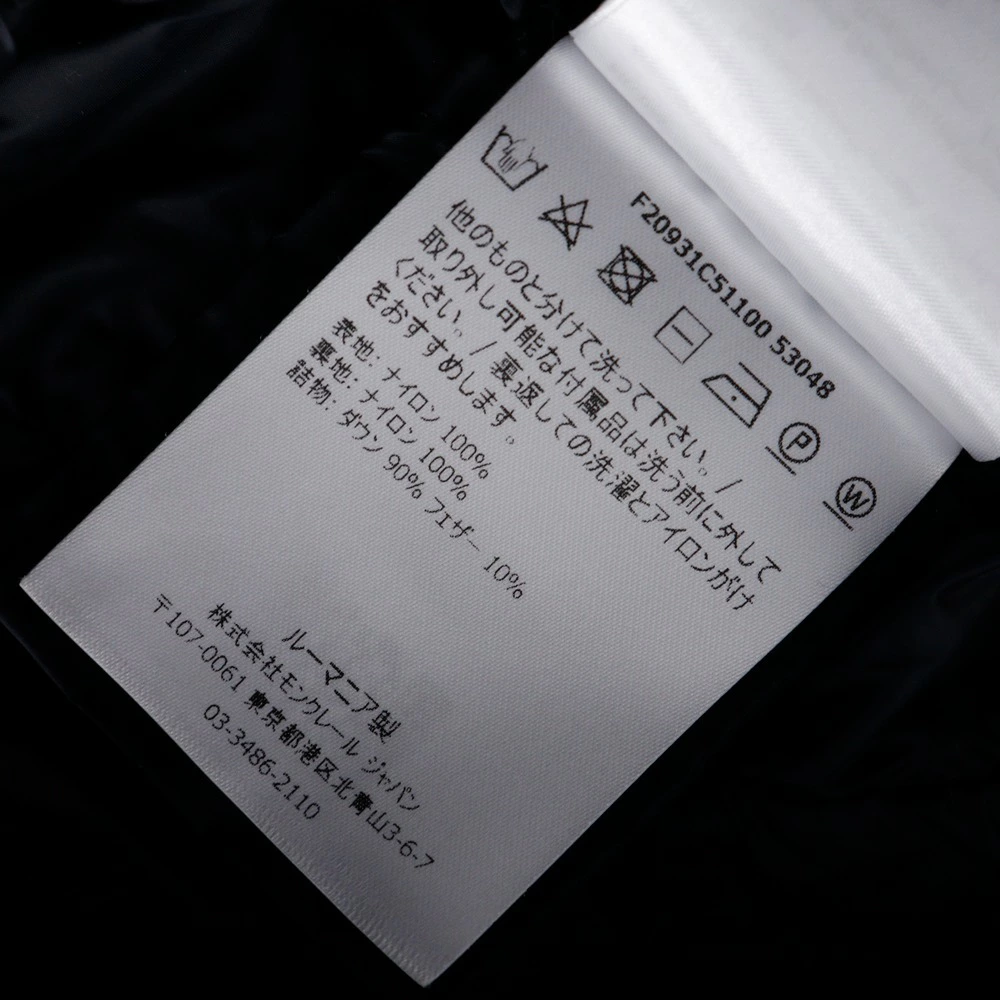 F20931C51100 53048
P
W
他のものと分けて洗って下さい。/
取り外し可能な付属品は洗う前に外して
ください。/ 裏返しての洗濯とアイロンがけ
をおすすめします。
表地: ナイロン 100%
裏地: ナイロン 100%
詰物: ダウン 90% フェザー 10%
ルーマニア製
株式会社モンクレール ジャパン
〒107-0061 東京都港区北青山3-6-7
03-3486-2110